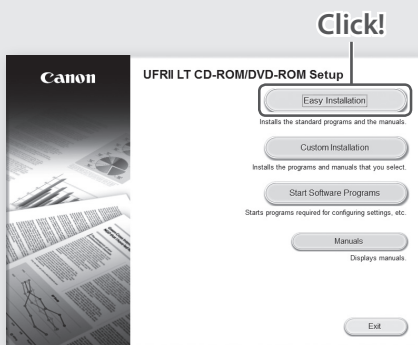 Click!
Canon
UFRII LT CD-ROM/DVD-ROM Setup
Easy Installation
Installs the standard programs and the manuals.
Custom Installation
Installs the programs and manuals that you select.
Start Software Programs
Starts programs required for configuring settings, etc.
Manuals
Displays manuals.
Exit